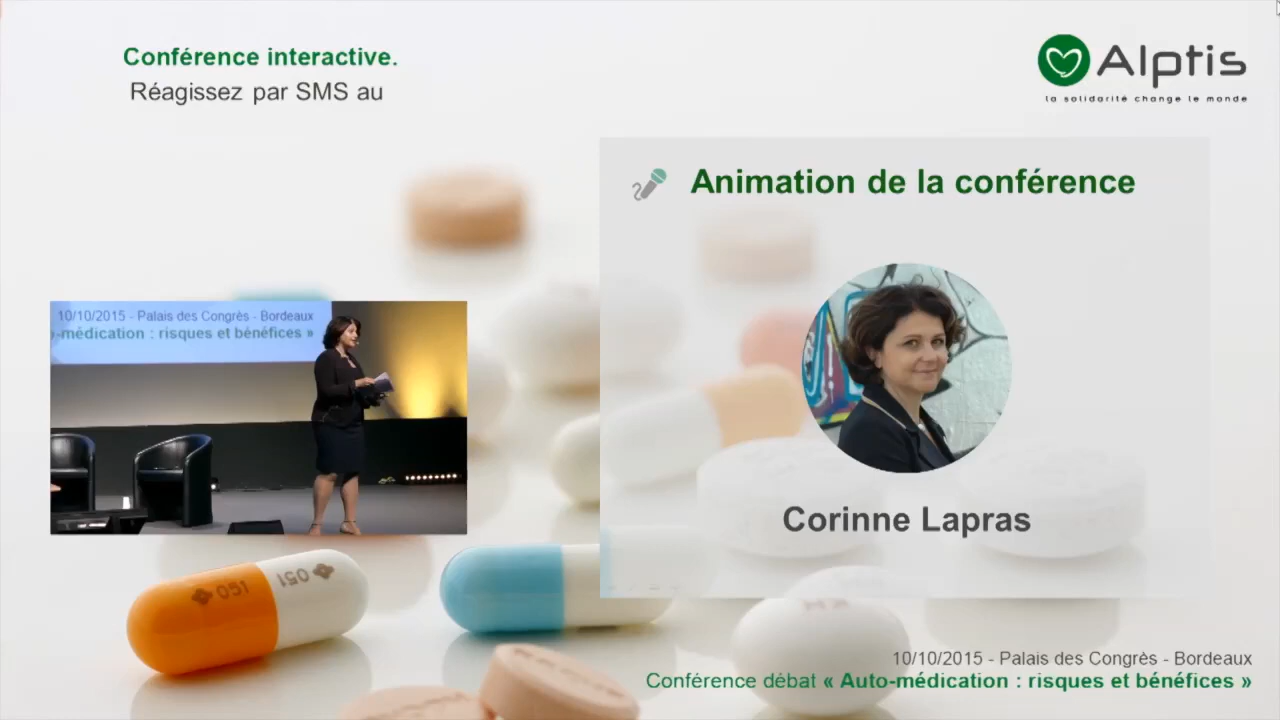 Conférence interactive.
Réagissez par SMS au
Alptis
la solidarité change le monde
Animation de la conférence
Corinne Lapras
10/10/2015 - Palais des Congrès - Bordeaux
-médication : risques et bénéfices »
051
051
10/10/2015 - Palais des Congrès - Bordeaux
Conférence débat « Auto-médication : risques et bénéfices »